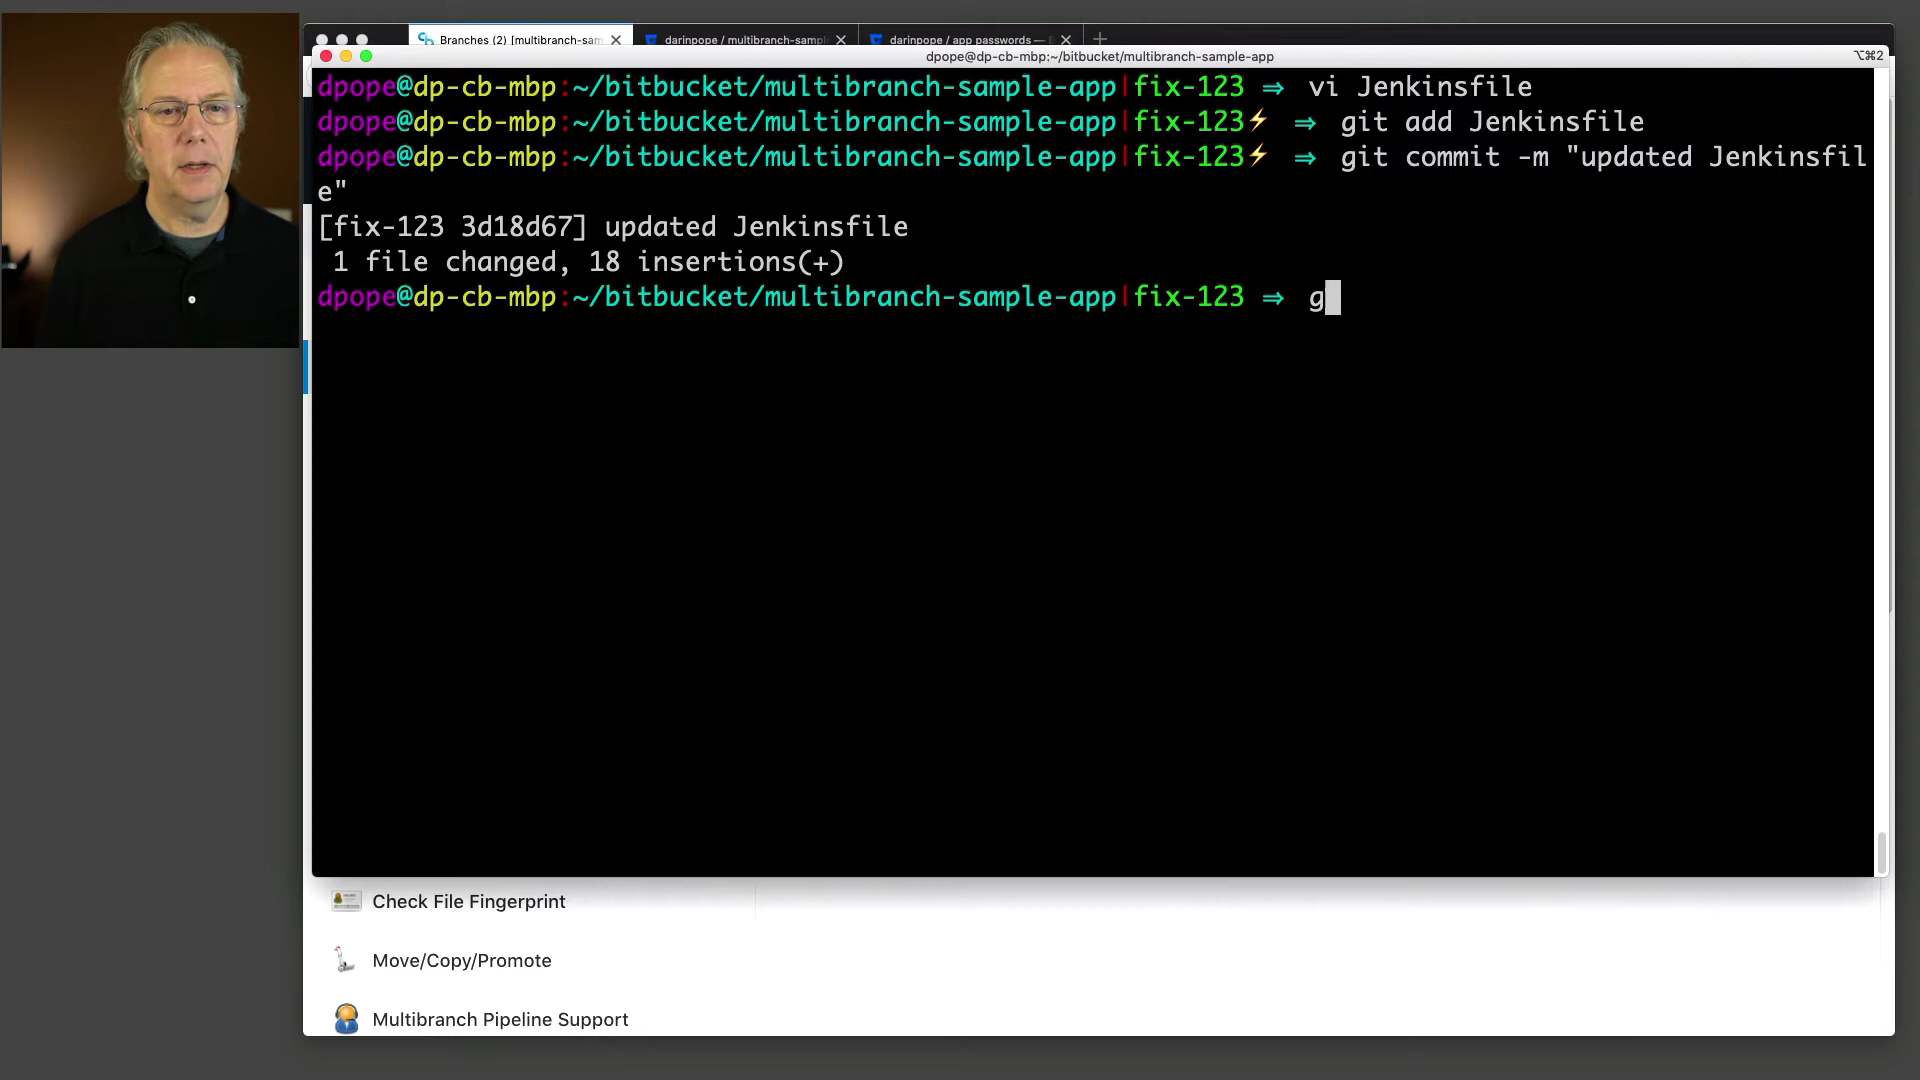 Branches (2) [multibranch-sam
darinpope / multibranch-sampl
darinpope / app passwords —
dpope@dp-cb-mbp:~/bitbucket/multibranch-sample-app
⌥⌘2
dpope@dp-cb-mbp:~/bitbucket/multibranch-sample-app|fix-123 ⇒ vi Jenkinsfile
dpope@dp-cb-mbp:~/bitbucket/multibranch-sample-app|fix-123⚡ ⇒ git add Jenkinsfile
dpope@dp-cb-mbp:~/bitbucket/multibranch-sample-app|fix-123⚡ ⇒ git commit -m "updated Jenkinsfil
e"
[fix-123 3d18d67] updated Jenkinsfile
1 file changed, 18 insertions(+)
dpope@dp-cb-mbp:~/bitbucket/multibranch-sample-app|fix-123 ⇒ g
Check File Fingerprint
Move/Copy/Promote
Multibranch Pipeline Support